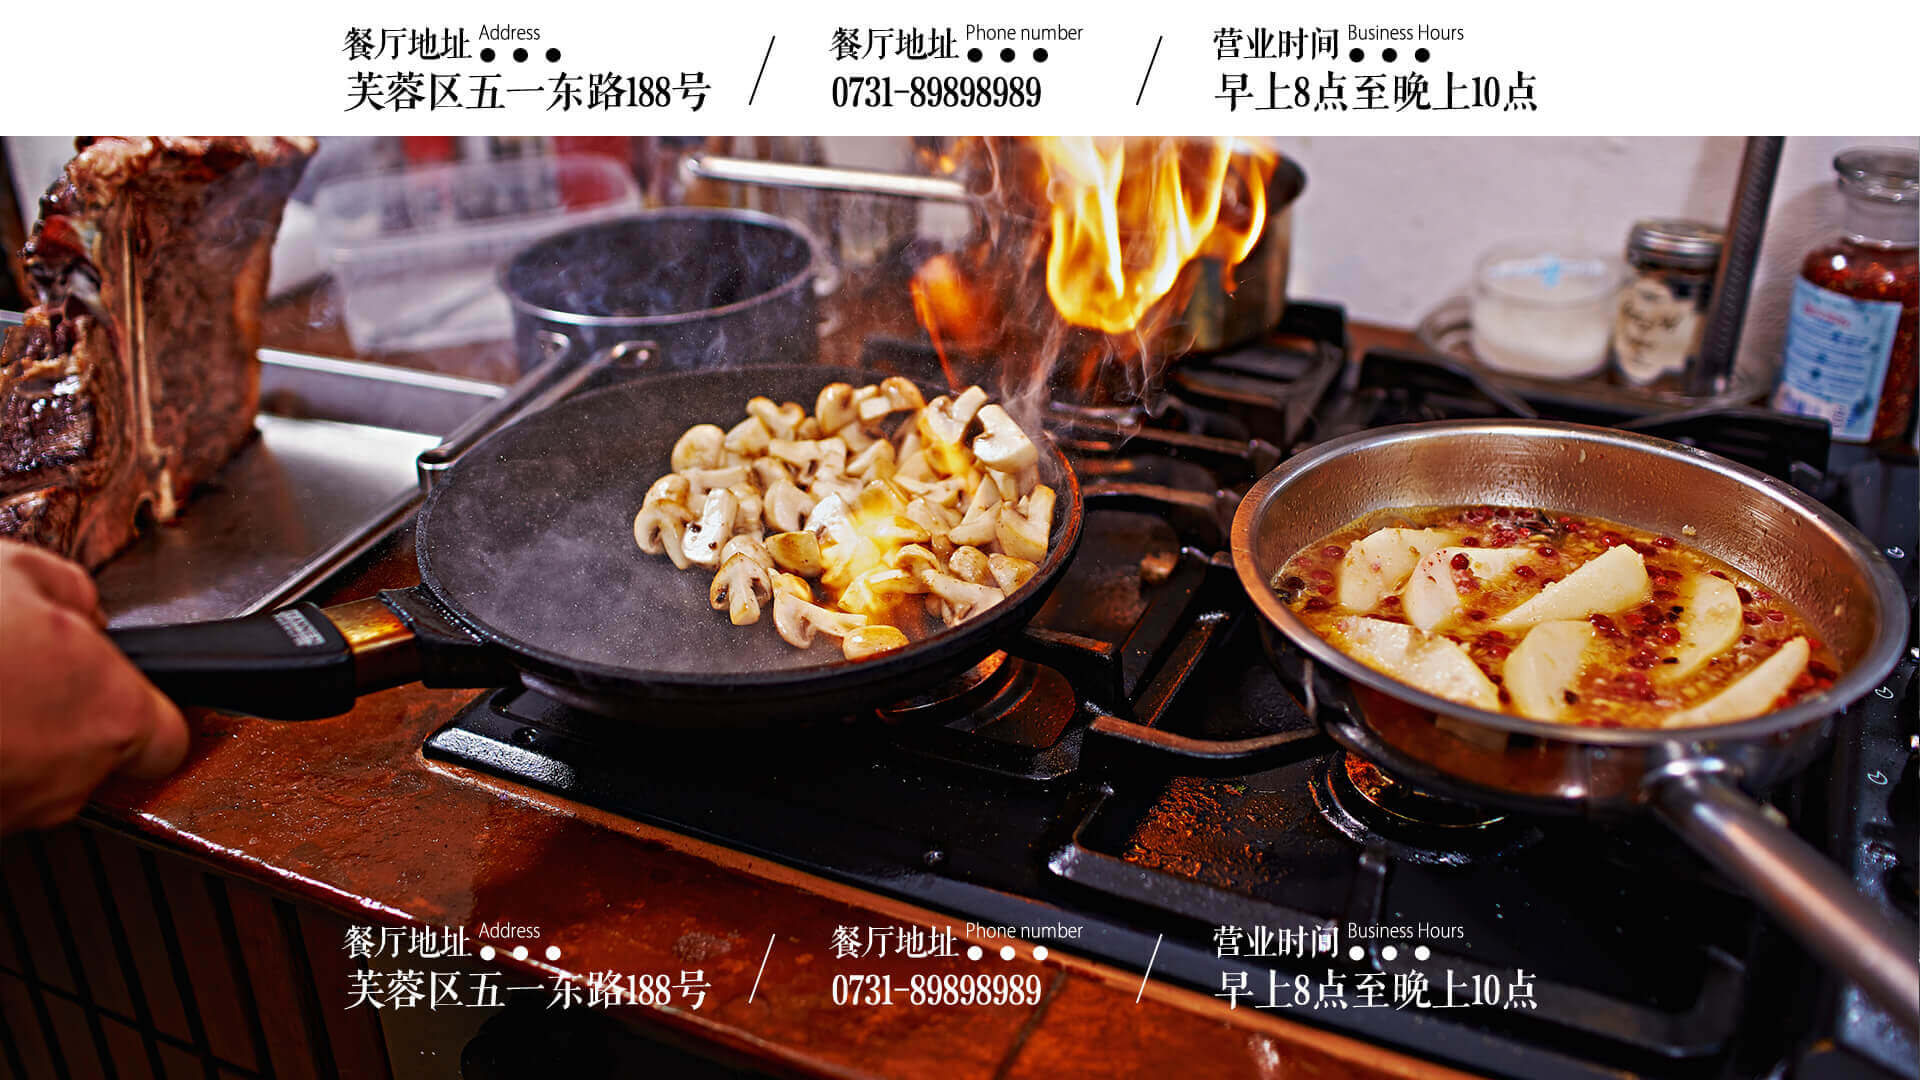 餐厅地址 Address
芙蓉区五一东路188号
餐厅地址 Phone number
0731-89898989
营业时间 Business Hours
早上8点至晚上10点
餐厅地址 Address
芙蓉区五一东路188号
餐厅地址 Phone number
0731-89898989
营业时间 Business Hours
早上8点至晚上10点